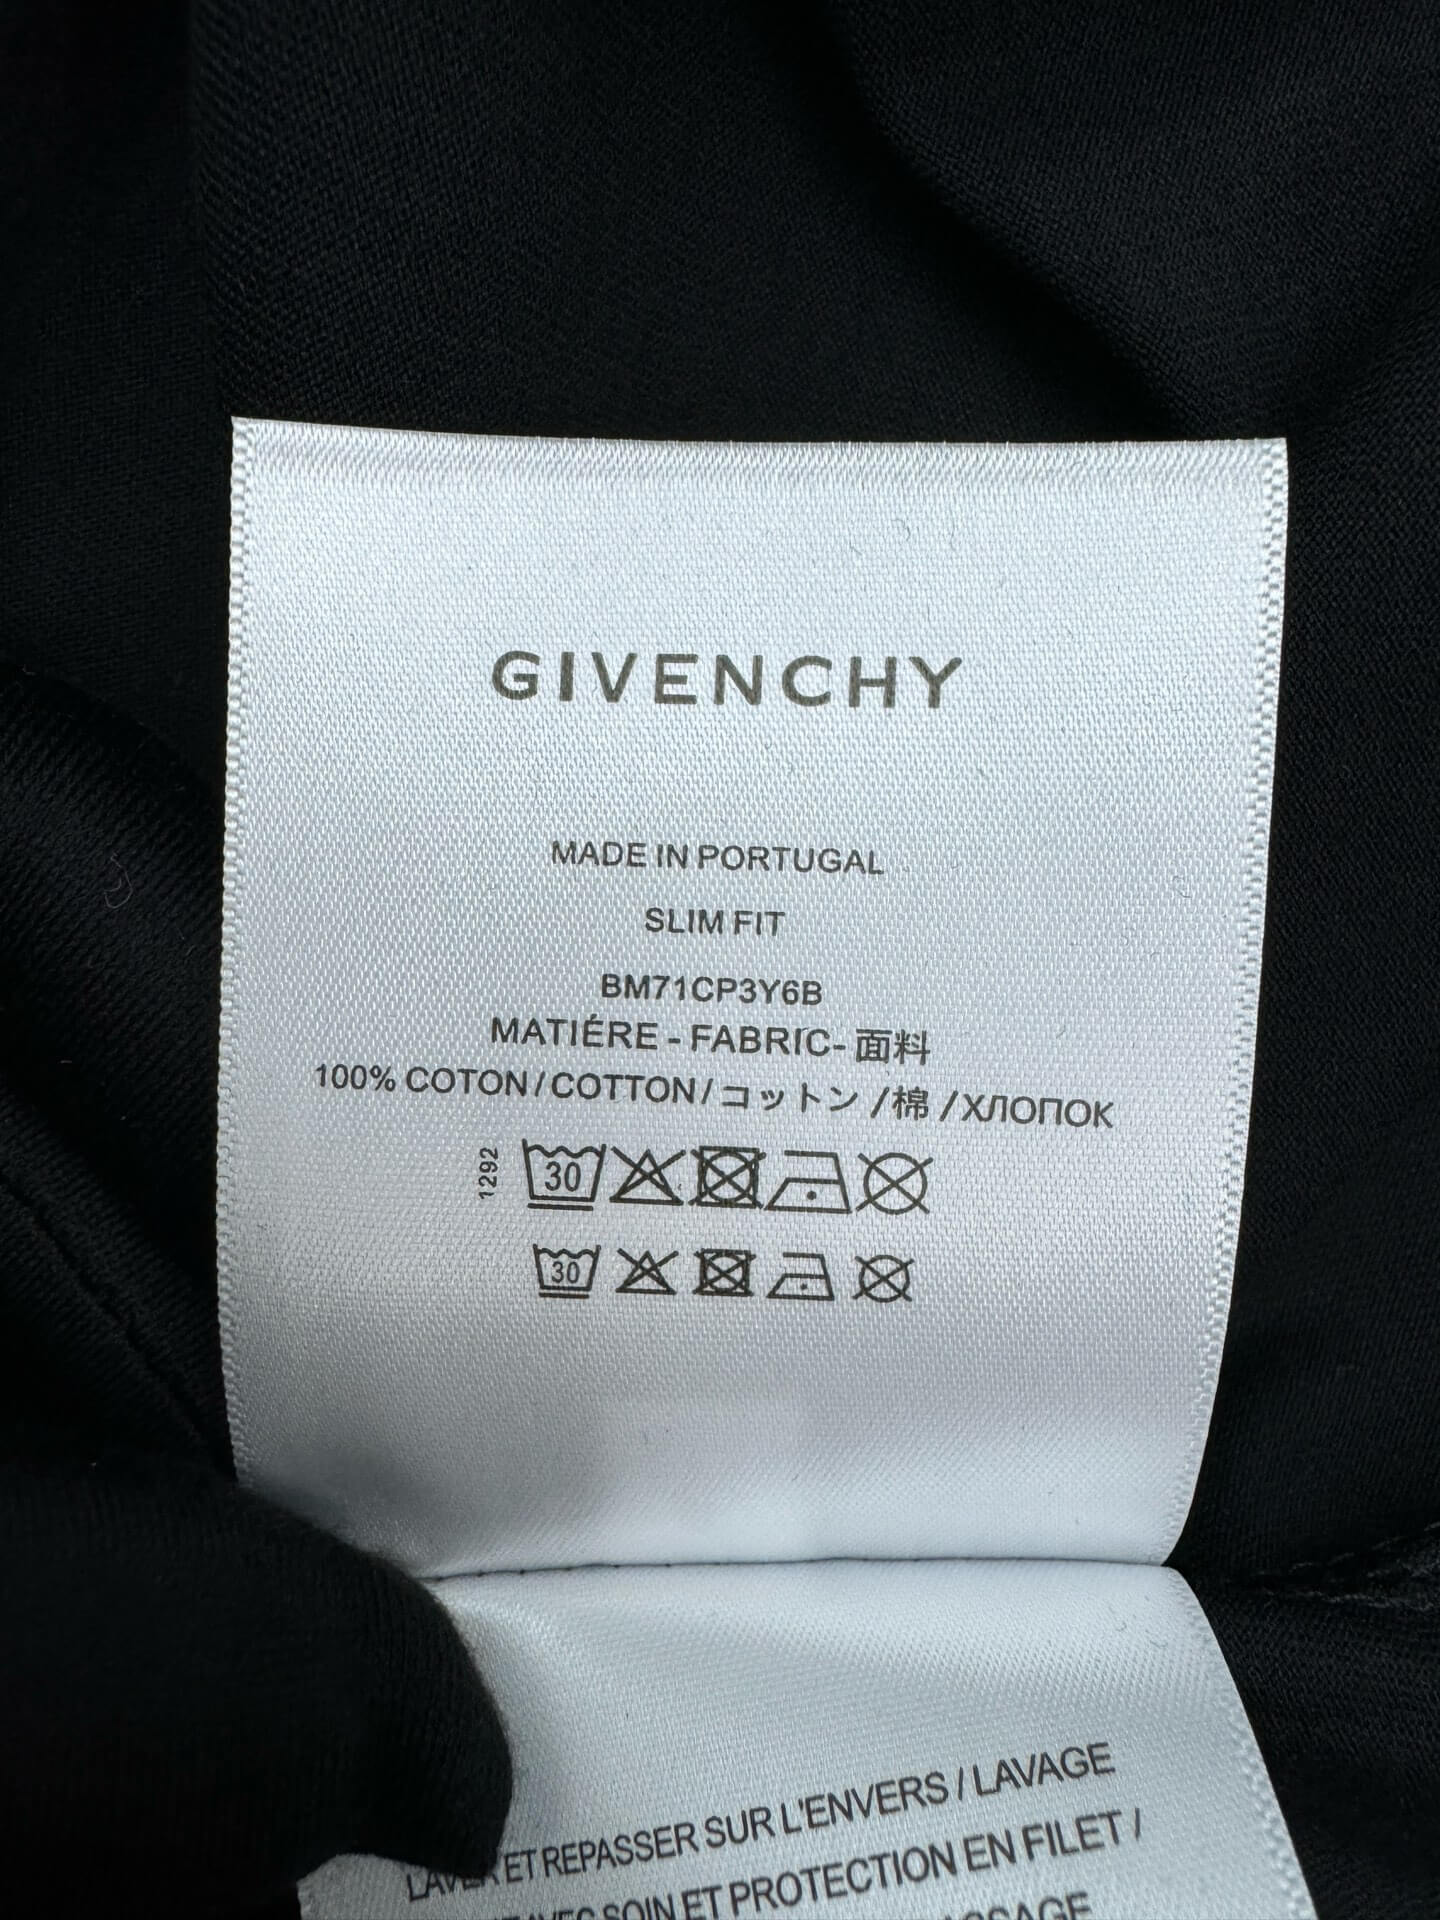 GIVENCHY
MADE IN PORTUGAL
SLIM FIT
BM71CP3Y6B
MATIÉRE - FABRIC- 面料
100% COTON / COTTON / コットン / 棉 / ХЛОПОК
1292
30
30
LAVER ET REPASSER SUR L'ENVERS / LAVAGE
AVEC SOIN ET PROTECTION EN FILET /